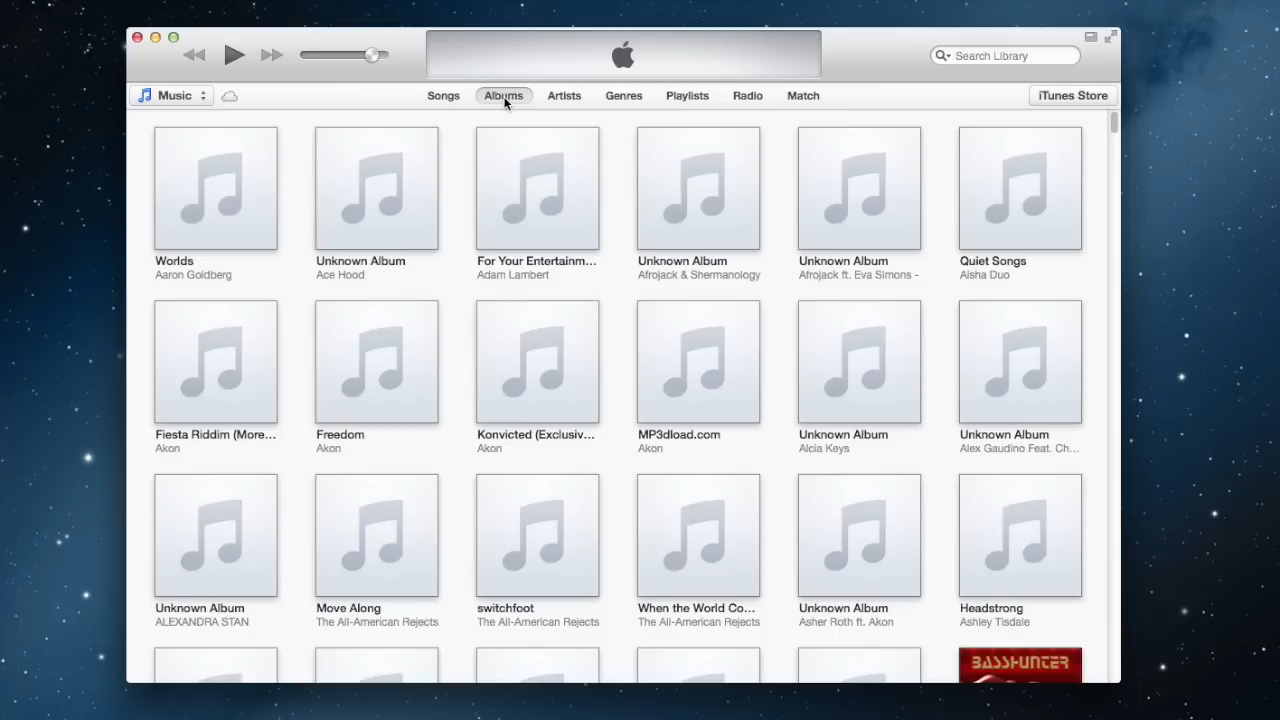 Search Library
Music
Songs
Albums
Artists
Genres
Playlists
Radio
Match
iTunes Store
Worlds
Aaron Goldberg
Unknown Album
Ace Hood
For Your Entertainm...
Adam Lambert
Unknown Album
Afrojack & Shermanology
Unknown Album
Afrojack ft. Eva Simons -
Quiet Songs
Aisha Duo
Fiesta Riddim (More...
Akon
Freedom
Akon
Konvicted (Exclusiv...
Akon
MP3dload.com
Akon
Unknown Album
Alcia Keys
Unknown Album
Alex Gaudino Feat. Ch...
Unknown Album
ALEXANDRA STAN
Move Along
The All-American Rejects
switchfoot
The All-American Rejects
When the World Co...
The All-American Rejects
Unknown Album
Asher Roth ft. Akon
Headstrong
Ashley Tisdale
BASSHUNTER